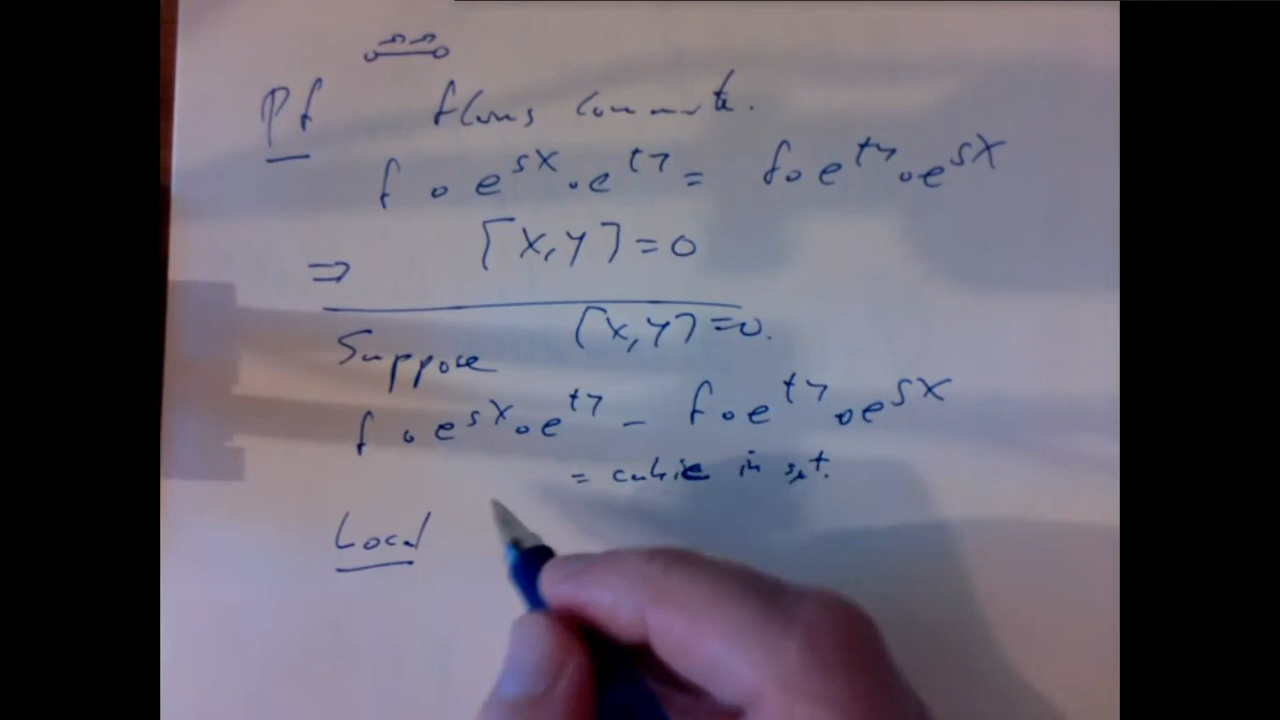 Pf flows commute.
f ∘ e^{sX} ∘ e^{tY} = f ∘ e^{tY} ∘ e^{sX}
⇒ [X, Y] = 0
Suppose [X, Y] = 0.
f ∘ e^{sX} ∘ e^{tY} − f ∘ e^{tY} ∘ e^{sX}
= cubic in s,t.
Local